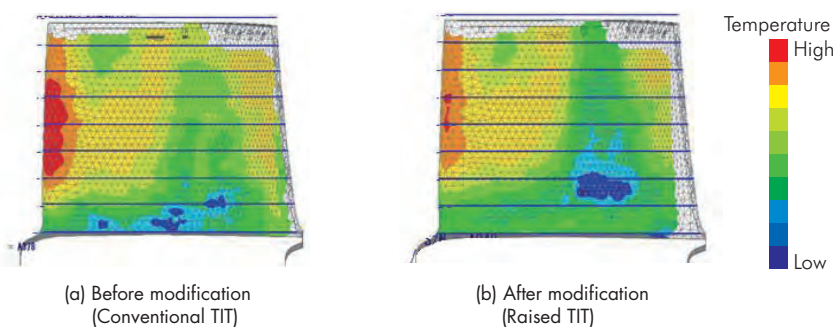 Temperature
High
Low
(a) Before modification
(Conventional TIT)
(b) After modification
(Raised TIT)